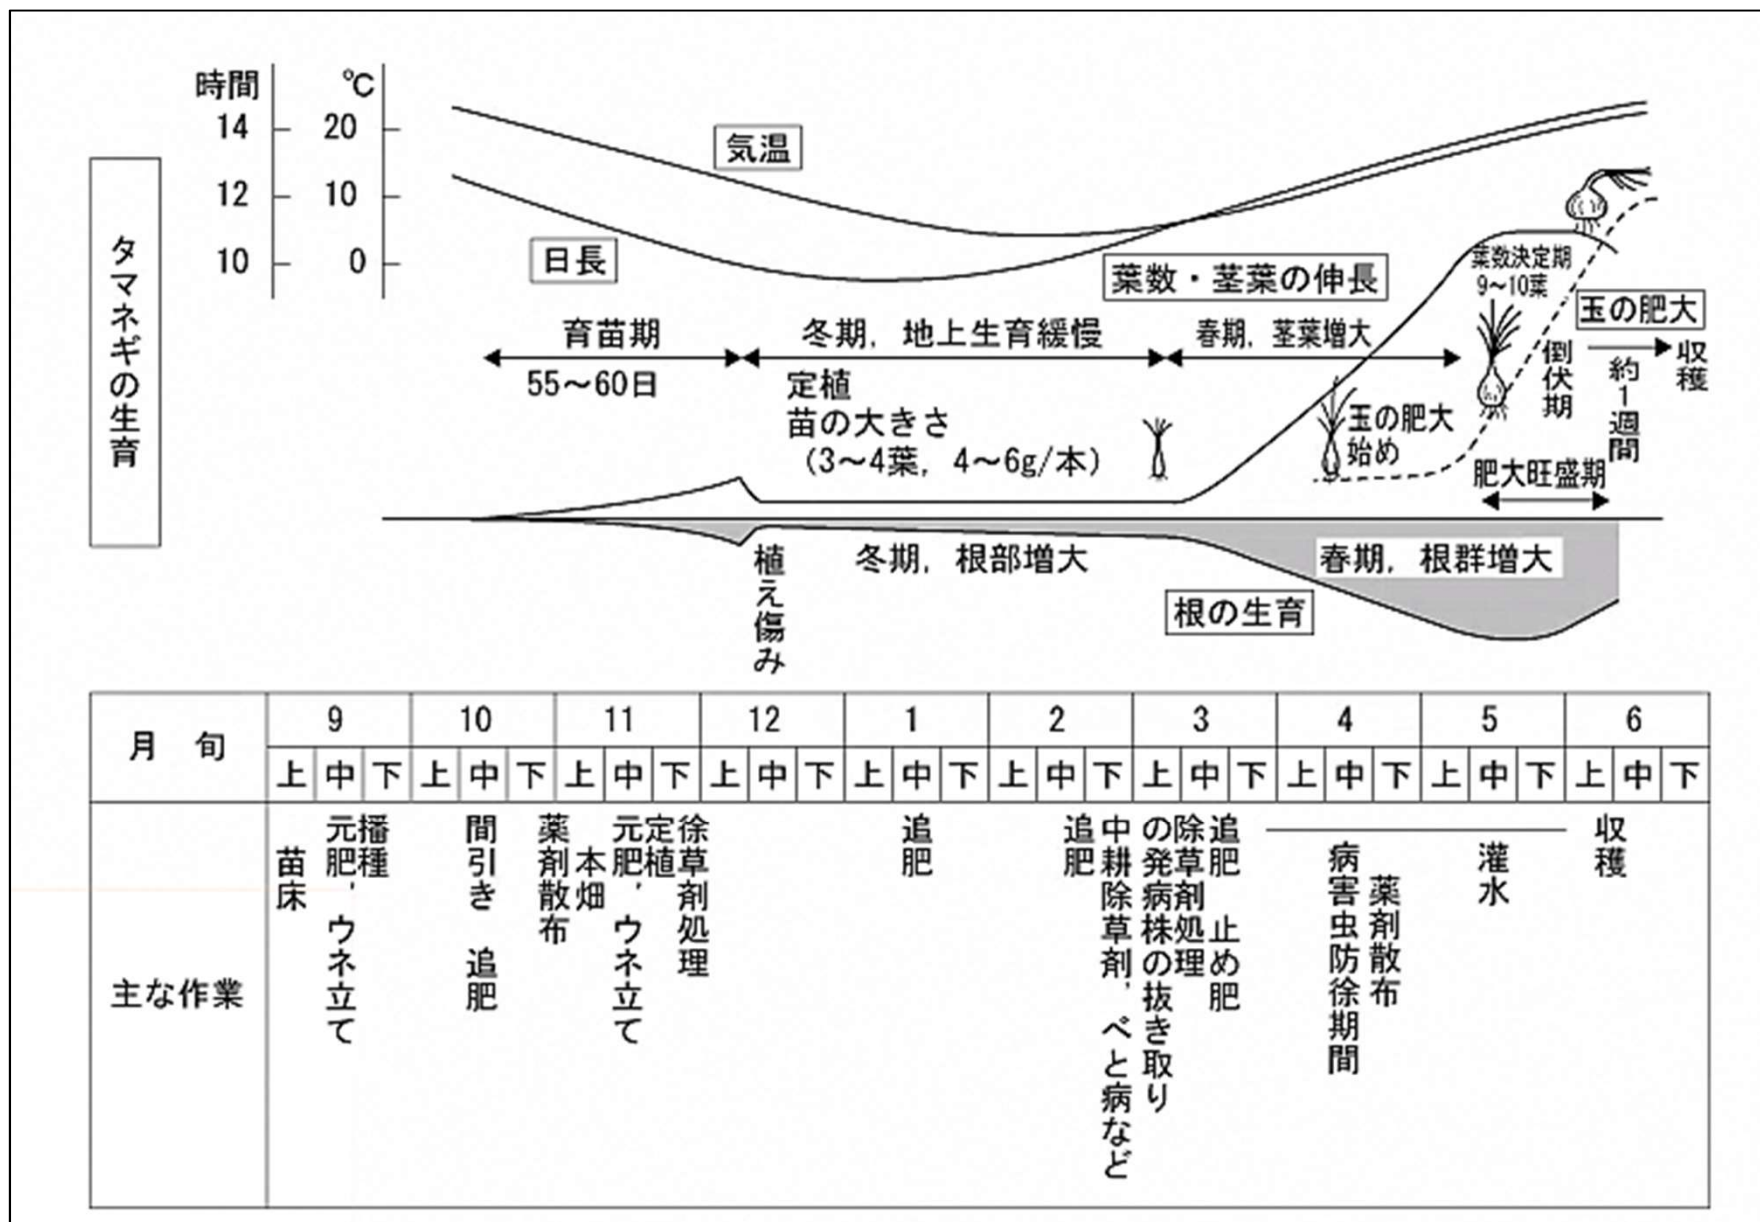 時間
℃
14
20
12
10
10
0
気温
日長
タマネギの生育
葉数・茎葉の伸長
育苗期
55～60日
冬期，地上生育緩慢
定植
苗の大きさ
（3～4葉，4～6g/本）
春期，茎葉増大
玉の肥大
始め
葉数決定期
9～10葉
玉の肥大
倒伏期
約1週間
収穫
肥大旺盛期
植え傷み
冬期，根部増大
春期，根群増大
根の生育
月 旬
9 10 11 12 1 2 3 4 5 6
上 中 下 上 中 下 上 中 下 上 中 下 上 中 下 上 中 下 上 中 下 上 中 下 上 中 下 上 中 下
主な作業
苗床
元肥，ウネ立て
播種
間引き 追肥
薬剤散布
本畑
元肥，ウネ立て
定植
徐草剤処理
追肥
追肥
中耕除草剤，べと病など
の発病株の抜き取り
除草剤処理
追肥 止め肥
病害虫防徐期間
薬剤散布
灌水
収穫